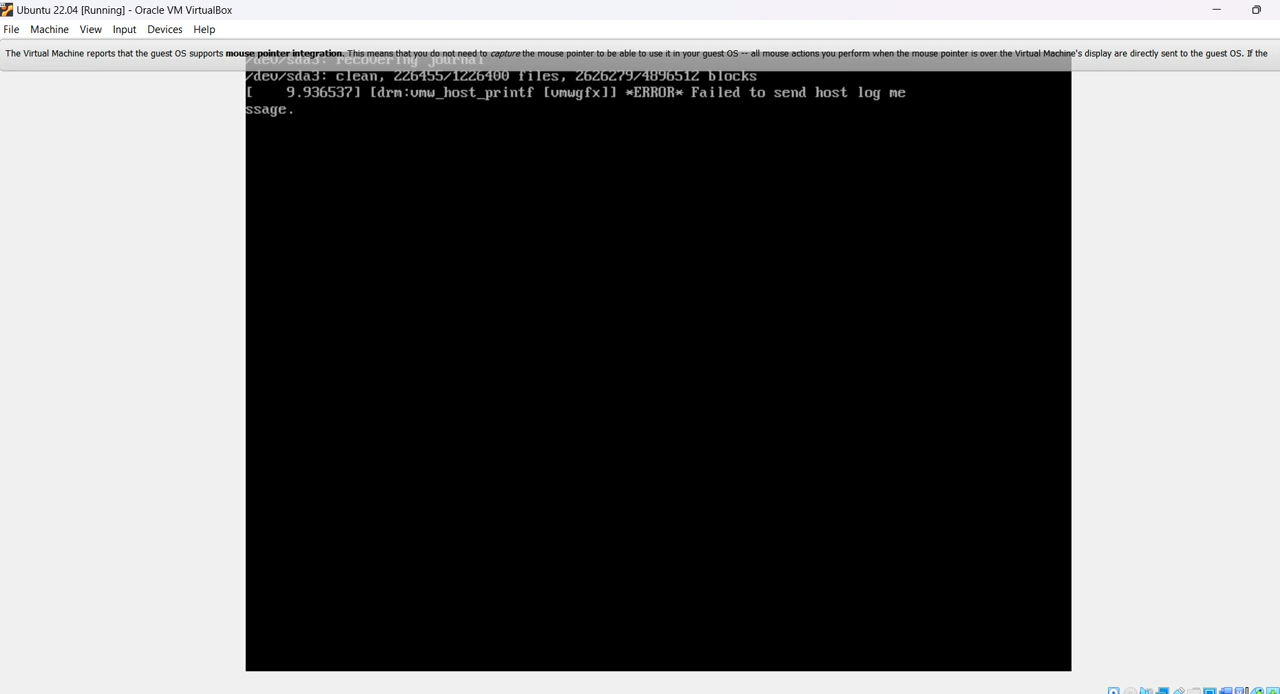 Ubuntu 22.04 [Running] - Oracle VM VirtualBox
File Machine View Input Devices Help
The Virtual Machine reports that the guest OS supports mouse pointer integration. This means that you do not need to capture the mouse pointer to be able to use it in your guest OS -- all mouse actions you perform when the mouse pointer is over the Virtual Machine's display are directly sent to the guest OS. If the
/dev/sda3: recovering journal
/dev/sda3: clean, 226455/1226400 files, 2626279/4896512 blocks
[    9.936537] [drm:vmw_host_printf [vmwgfx]] *ERROR* Failed to send host log me
ssage.